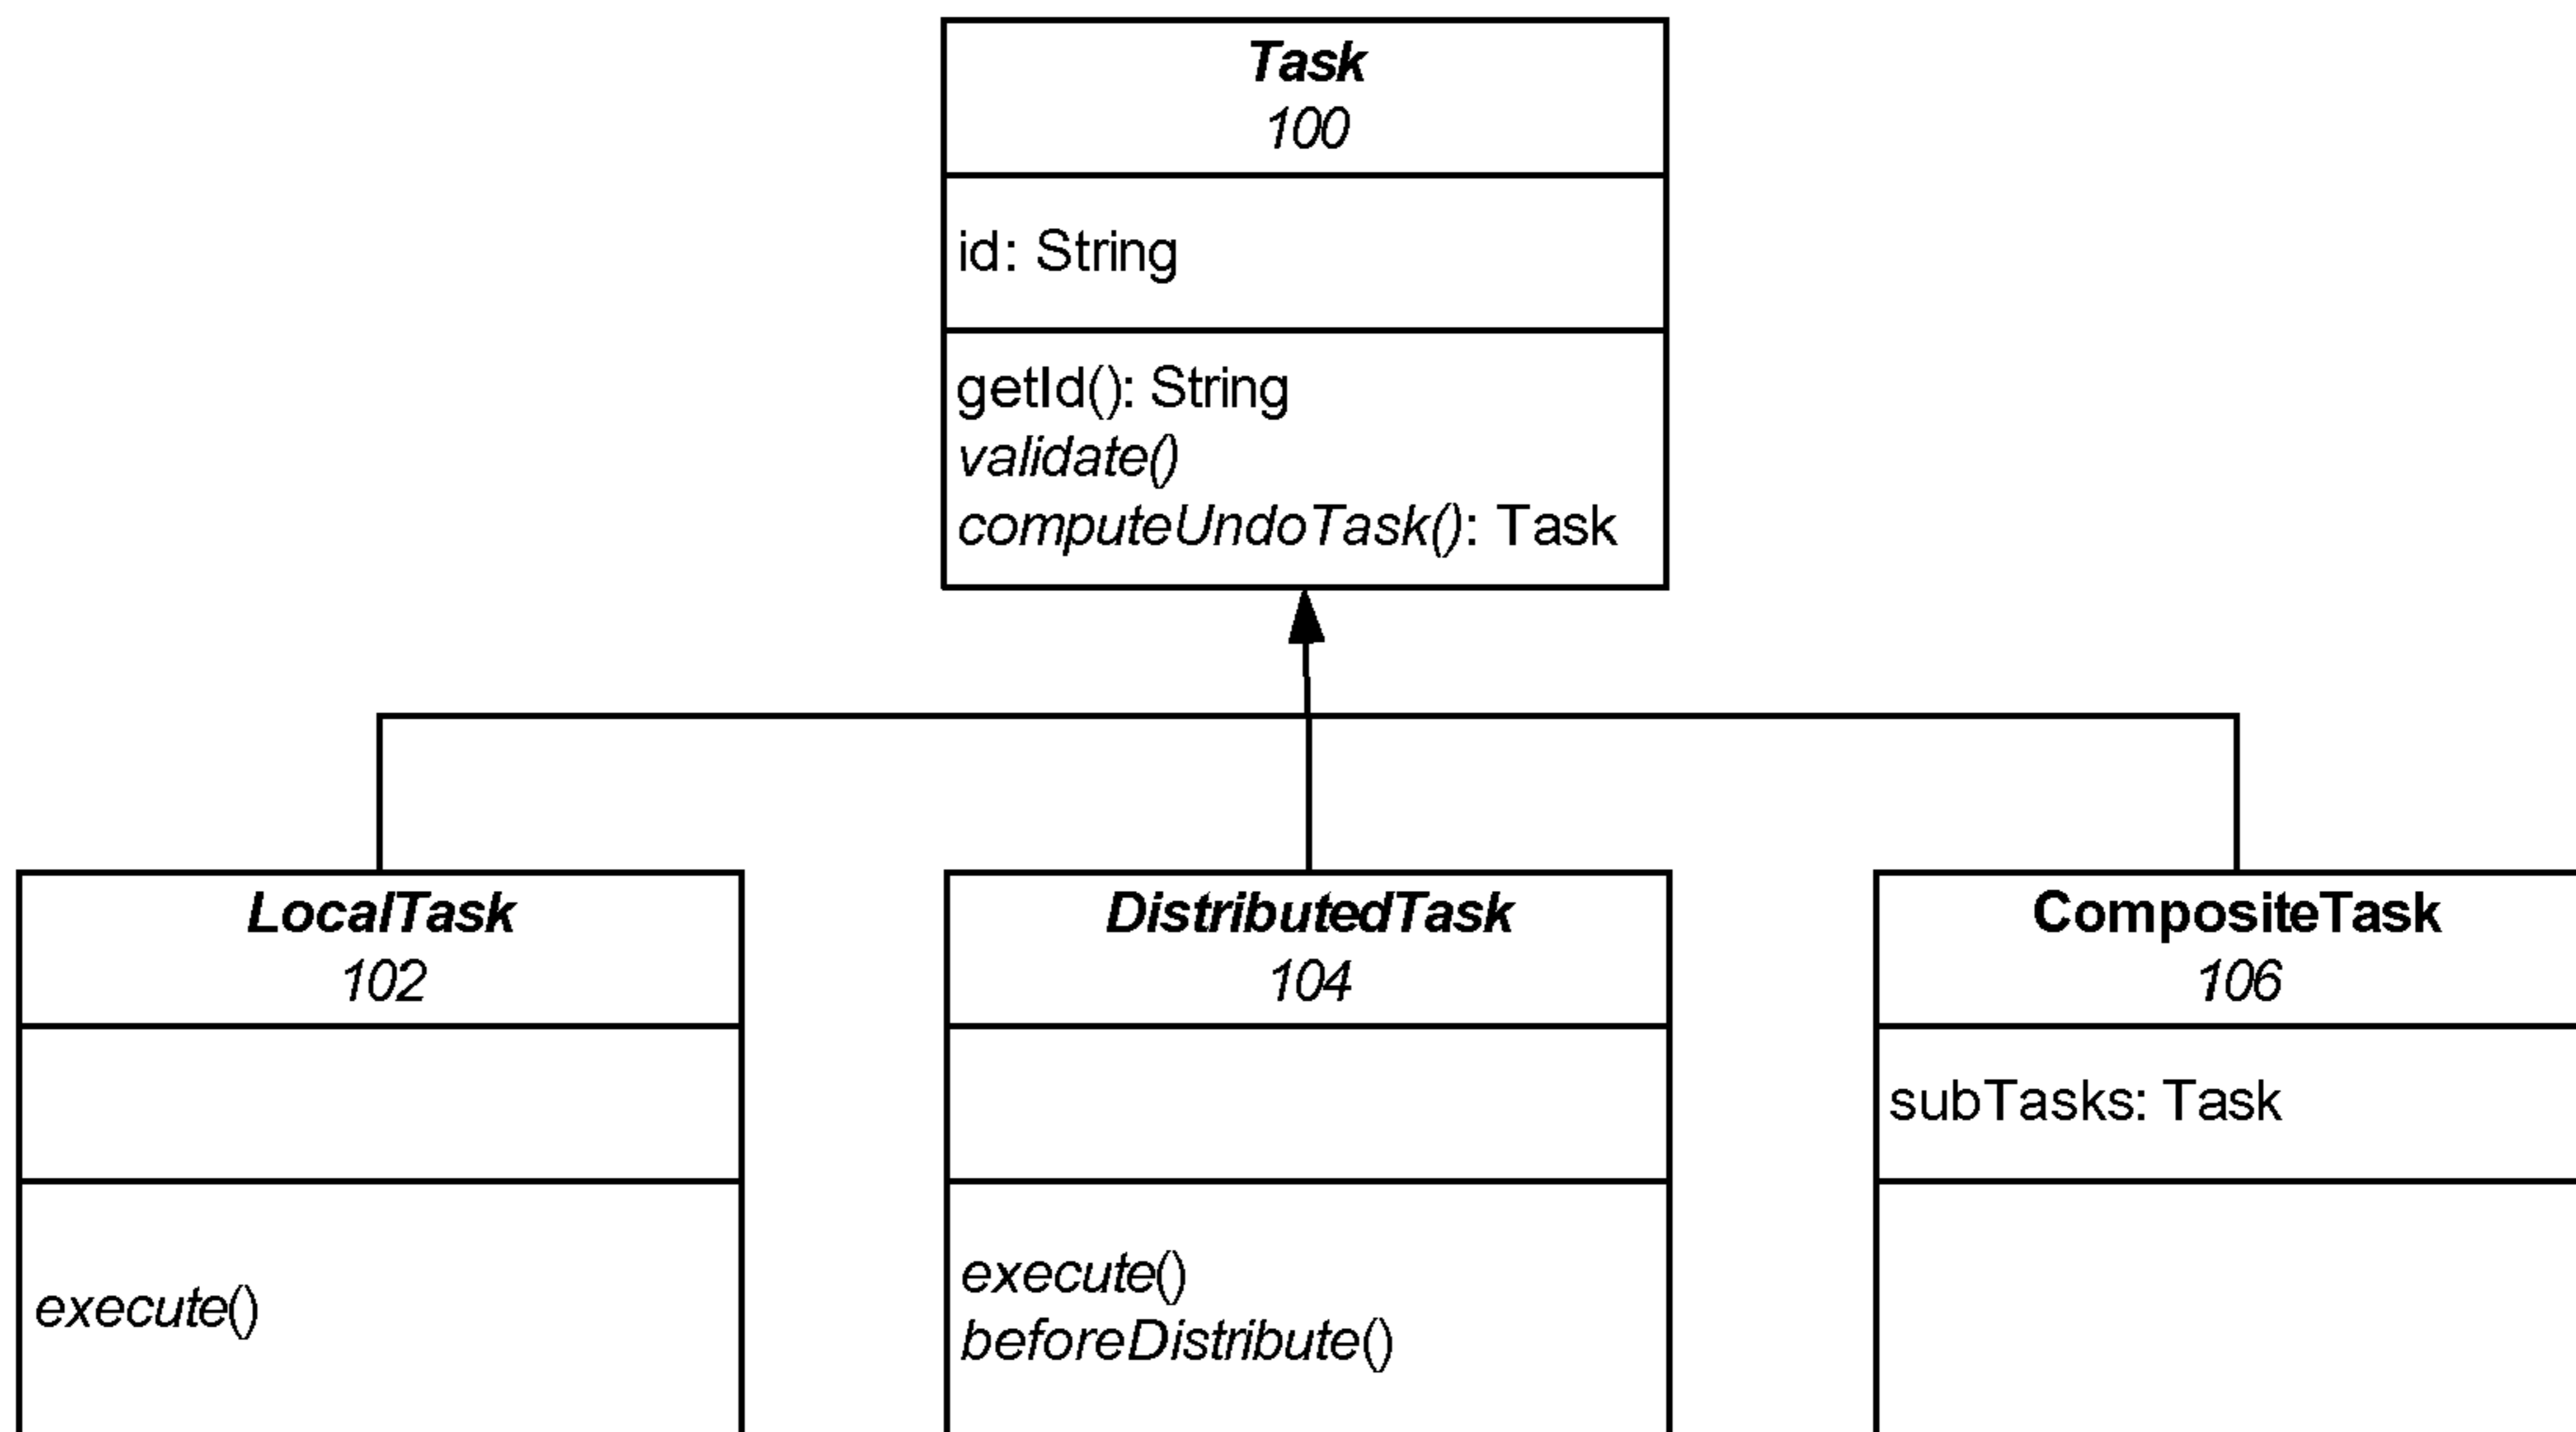 Task
100
id: String
getId(): String
validate()
computeUndoTask(): Task
LocalTask
102
execute()
DistributedTask
104
execute()
beforeDistribute()
CompositeTask
106
subTasks: Task